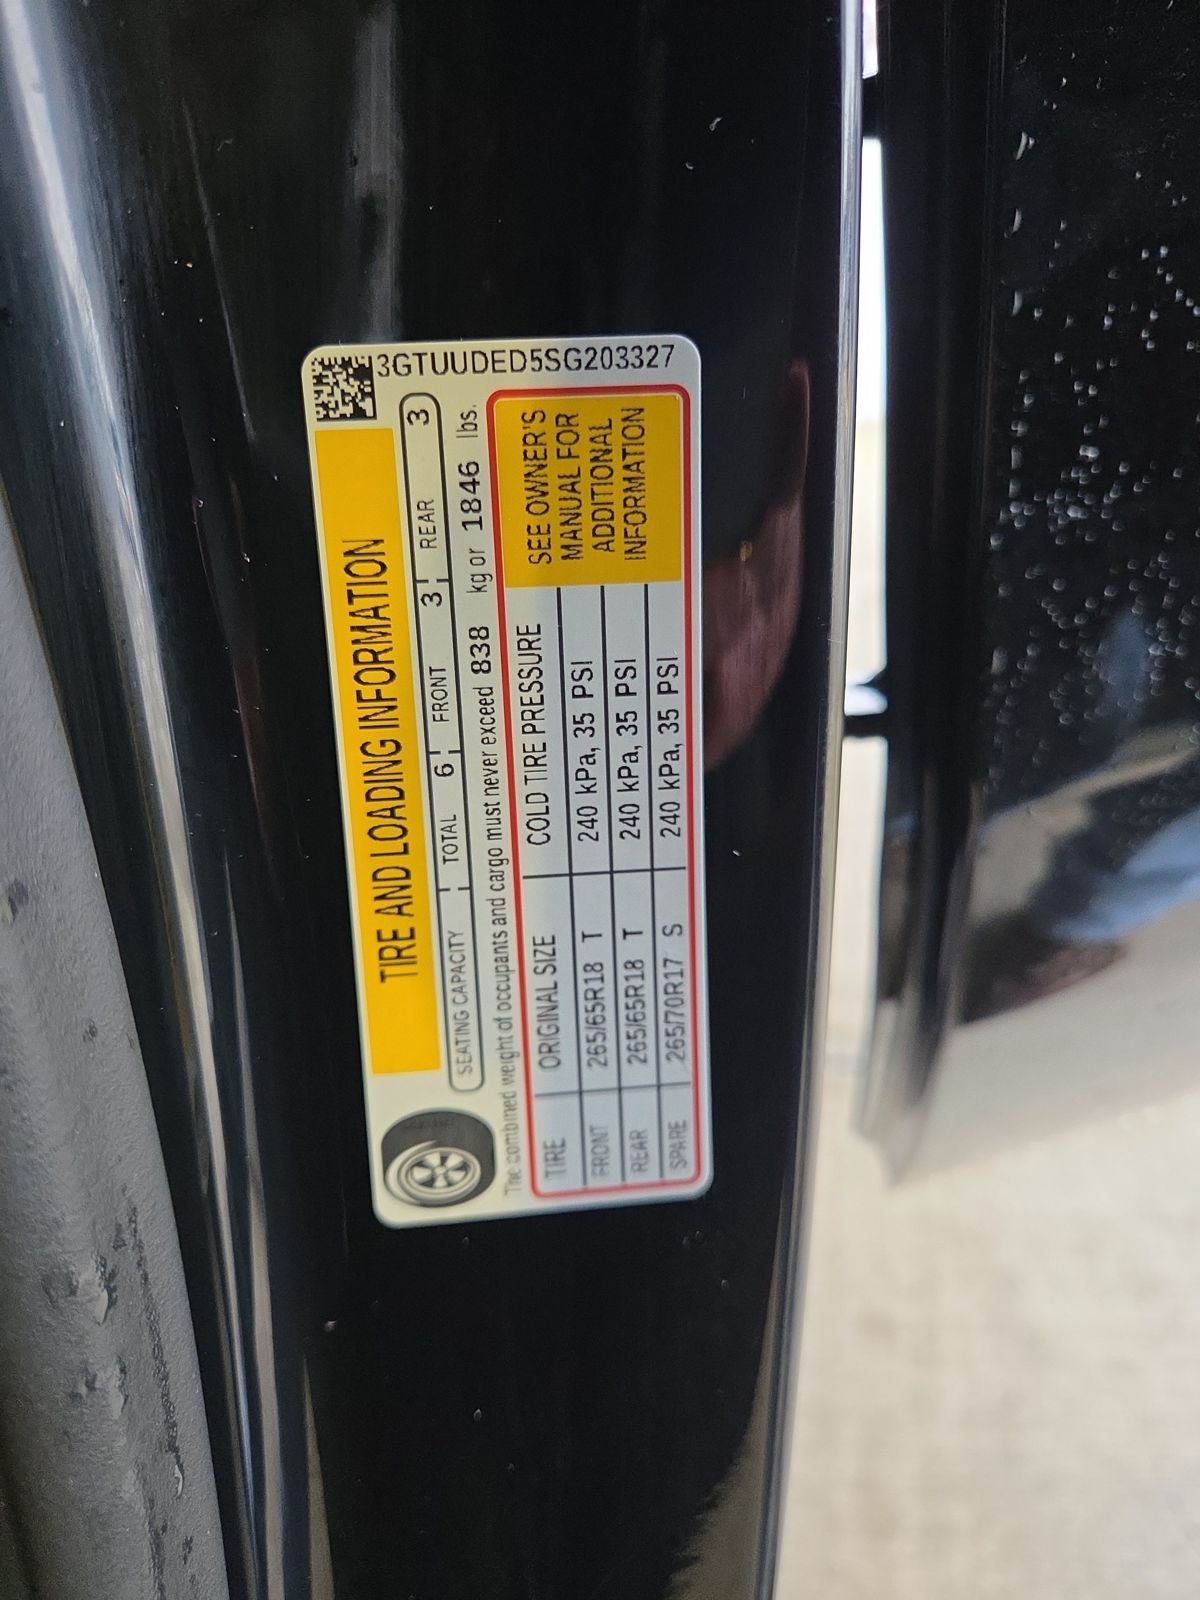 3GTUUDED5SG203327
TIRE AND LOADING INFORMATION
SEATING CAPACITY TOTAL 6 FRONT 3 REAR 3
The combined weight of occupants and cargo must never exceed 838 kg or 1846 lbs.
TIRE ORIGINAL SIZE COLD TIRE PRESSURE
FRONT 265/65R18 T 240 kPa, 35 PSI
REAR 265/65R18 T 240 kPa, 35 PSI
SPARE 265/70R17 S 240 kPa, 35 PSI
SEE OWNER'S
MANUAL FOR
ADDITIONAL
INFORMATION